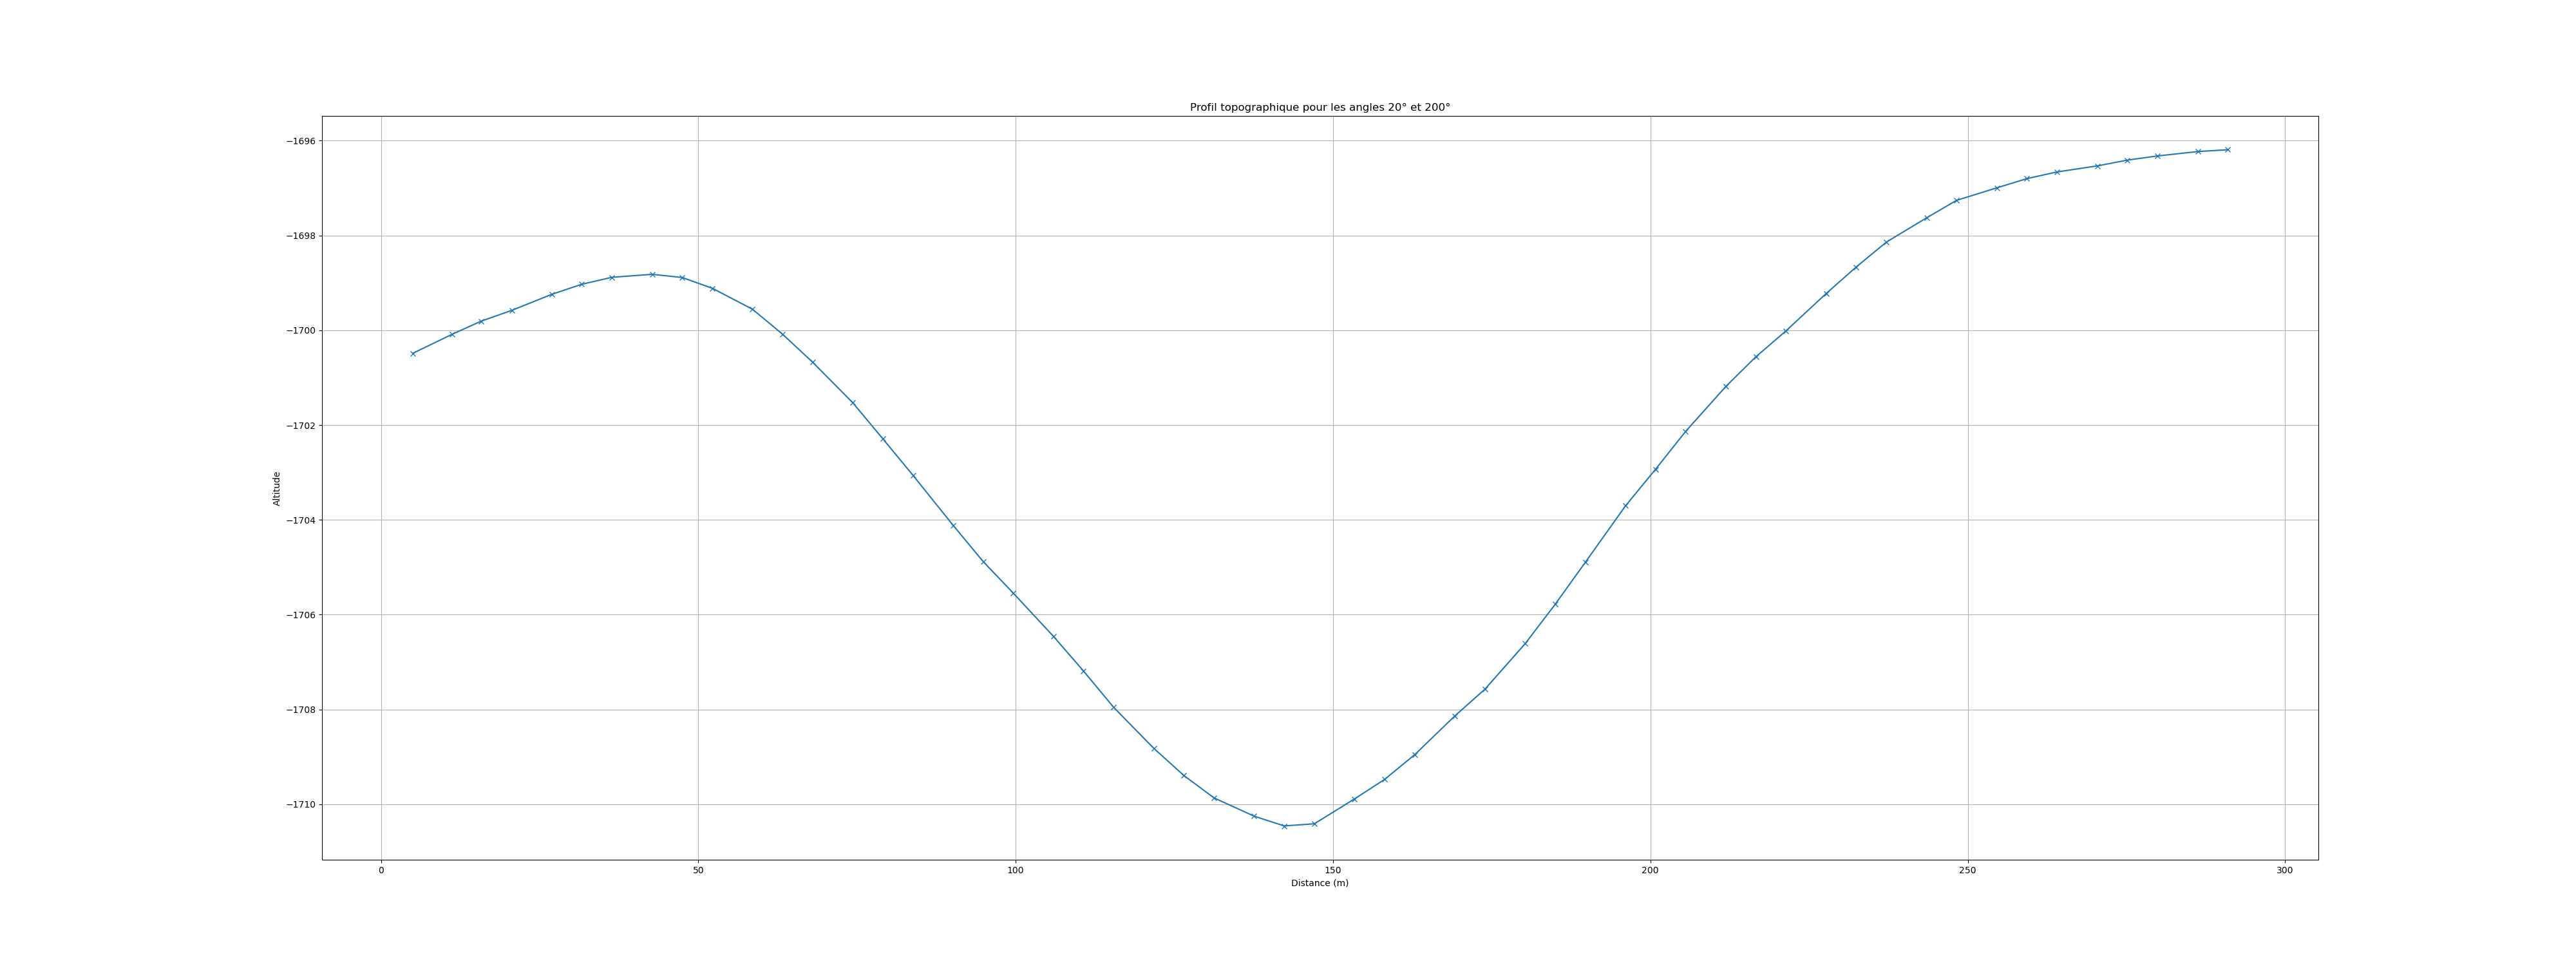 Profil topographique pour les angles 20° et 200°
−1696
−1698
−1700
−1702
−1704
−1706
−1708
−1710
Altitude
0 50 100 150 200 250 300
Distance (m)